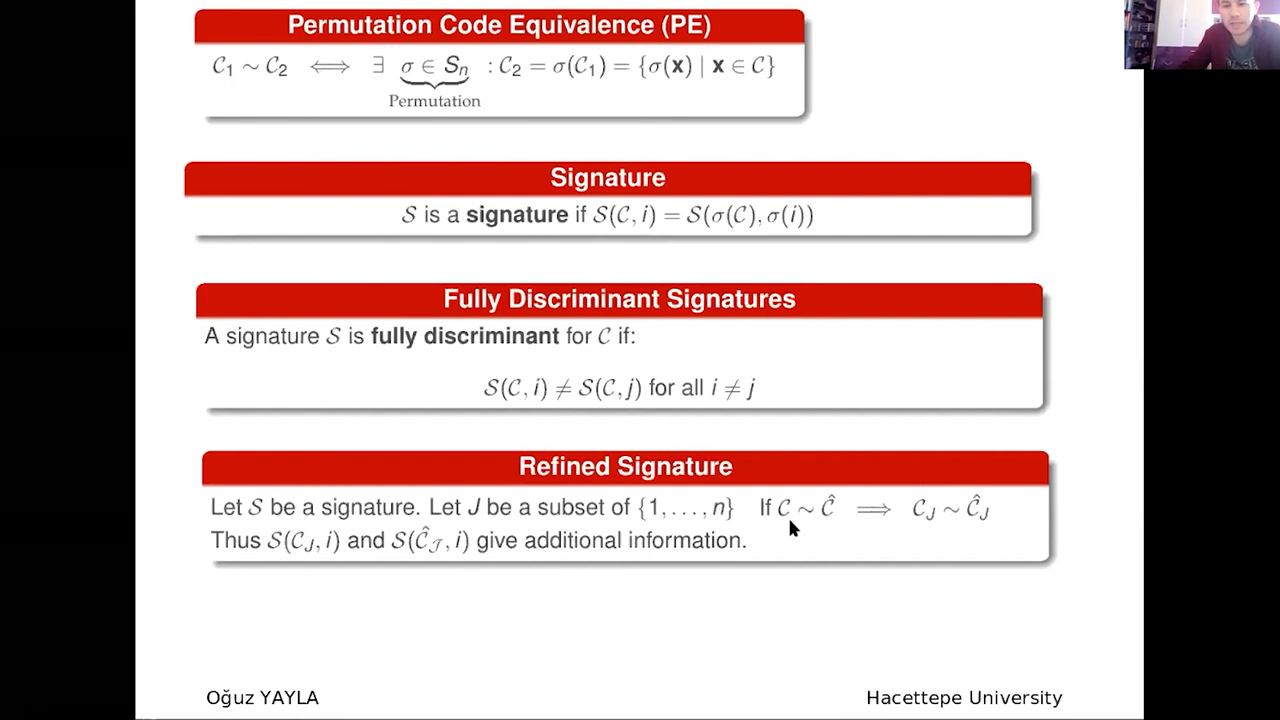 Permutation Code Equivalence (PE)
𝒞₁ ∼ 𝒞₂ ⟺ ∃ σ ∈ Sₙ : 𝒞₂ = σ(𝒞₁) = {σ(x) | x ∈ 𝒞}
Permutation
Signature
𝒮 is a signature if 𝒮(𝒞, i) = 𝒮(σ(𝒞), σ(i))
Fully Discriminant Signatures
A signature 𝒮 is fully discriminant for 𝒞 if:
𝒮(𝒞, i) ≠ 𝒮(𝒞, j) for all i ≠ j
Refined Signature
Let 𝒮 be a signature. Let J be a subset of {1, . . . , n} If 𝒞 ∼ 𝒞̂ ⟹ 𝒞_J ∼ 𝒞̂_J
Thus 𝒮(𝒞_J, i) and 𝒮(𝒞̂_𝒥, i) give additional information.
Oğuz YAYLA Hacettepe University